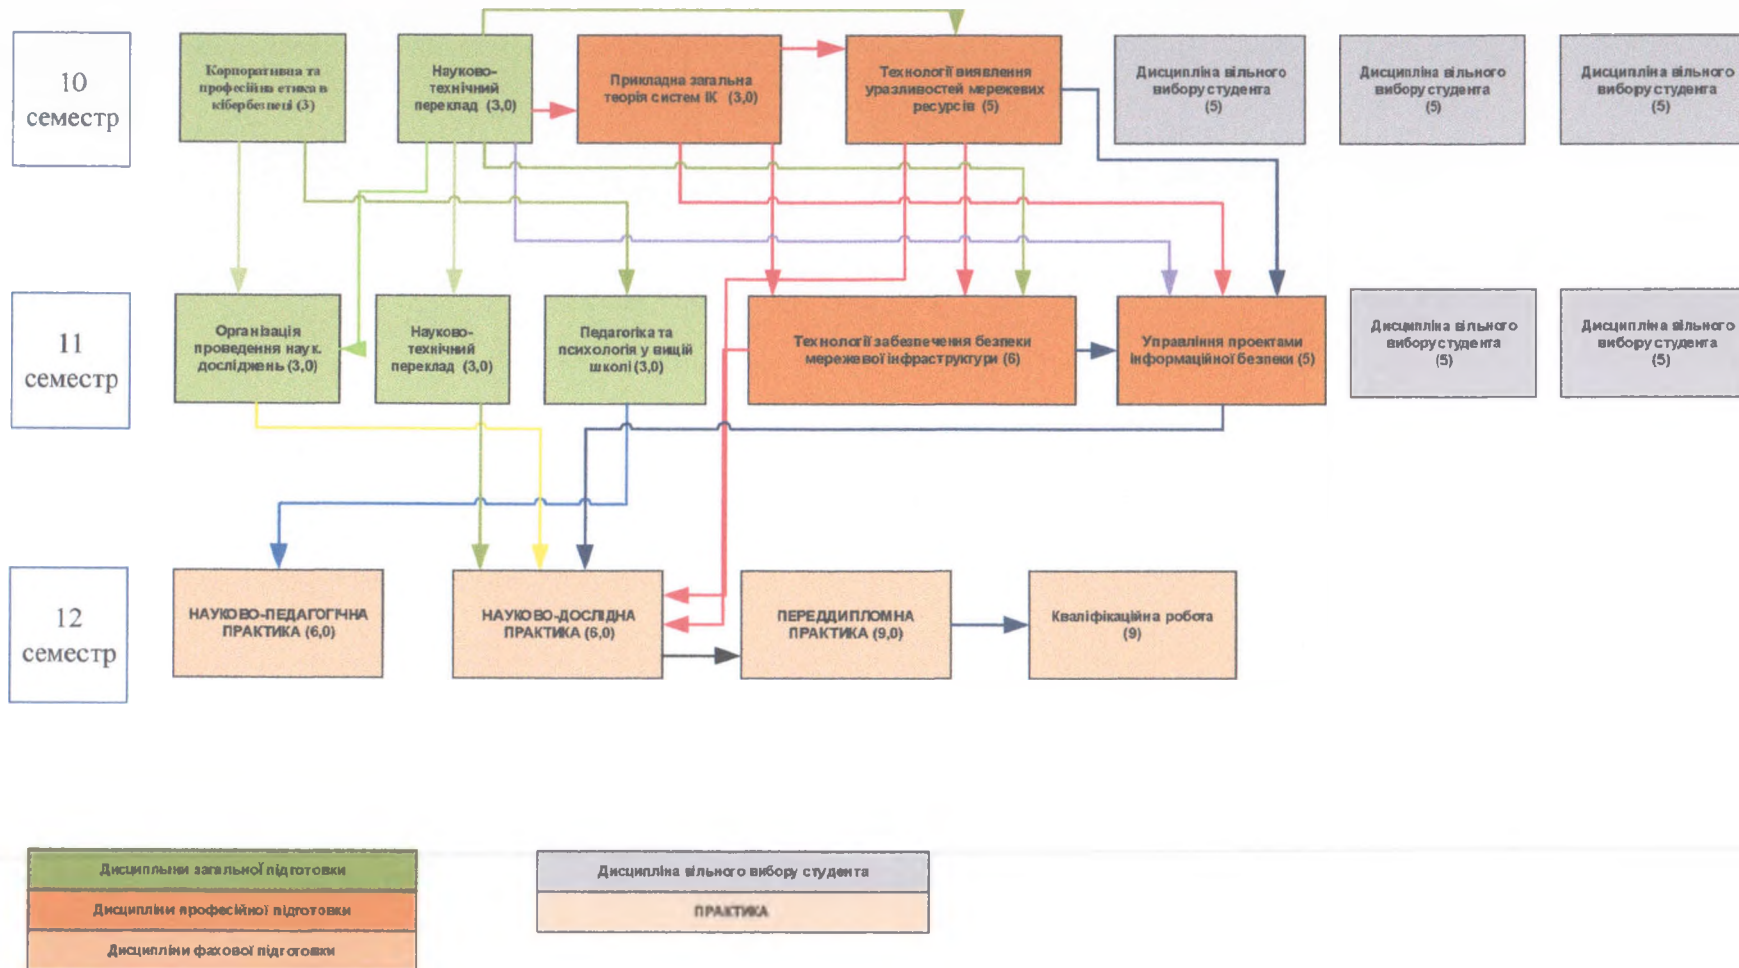 10
семестр
Корпоративна та
професійна етика в
кібербезпеці (3)
Науково-
технічний
переклад (3,0)
Прикладна загальна
теорія систем ІК (3,0)
Технології виявлення
уразливостей мережевих
ресурсів (5)
Дисципліна вільного
вибору студента
(5)
Дисципліна вільного
вибору студента
(5)
Дисципліна вільного
вибору студента
(5)
11
семестр
Організація
проведення наук.
досліджень (3,0)
Науково-
технічний
переклад (3,0)
Педагогіка та
психологія у вищій
школі (3,0)
Технології забезпечення безпеки
мережевої інфраструктури (6)
Управління проектами
інформаційної безпеки (5)
Дисципліна вільного
вибору студента
(5)
Дисципліна вільного
вибору студента
(5)
12
семестр
НАУКОВО-ПЕДАГОГІЧНА
ПРАКТИКА (6,0)
НАУКОВО-ДОСЛІДНА
ПРАКТИКА (6,0)
ПЕРЕДДИПЛОМНА
ПРАКТИКА (9,0)
Кваліфікаційна робота
(9)
Дисципльни загальної підготовки
Дисципліни професійної підготовки
Дисципліни фахової підготовки
Дисципліна вільного вибору студента
ПРАКТИКА